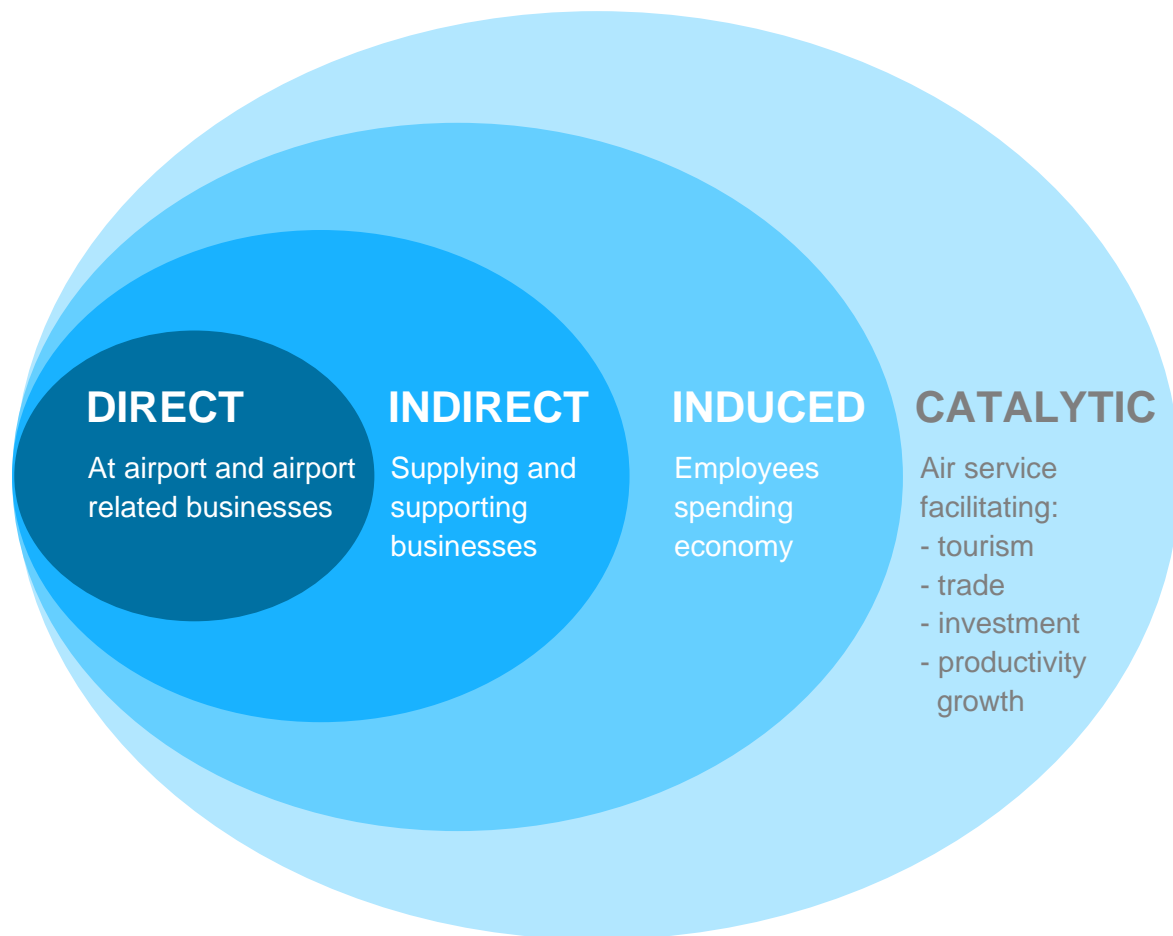 DIRECT
At airport and airport
related businesses
INDIRECT
Supplying and
supporting
businesses
INDUCED
Employees
spending
economy
CATALYTIC
Air service
facilitating:
- tourism
- trade
- investment
- productivity
growth